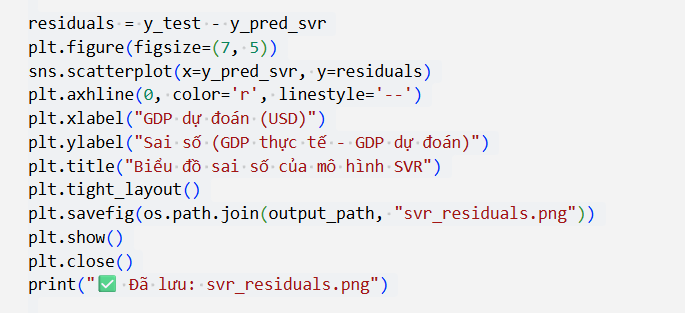 residuals = y_test - y_pred_svr
plt.figure(figsize=(7, 5))
sns.scatterplot(x=y_pred_svr, y=residuals)
plt.axhline(0, color='r', linestyle='--')
plt.xlabel("GDP dự đoán (USD)")
plt.ylabel("Sai số (GDP thực tế - GDP dự đoán)")
plt.title("Biểu đồ sai số của mô hình SVR")
plt.tight_layout()
plt.savefig(os.path.join(output_path, "svr_residuals.png"))
plt.show()
plt.close()
print("✅ Đã lưu: svr_residuals.png")